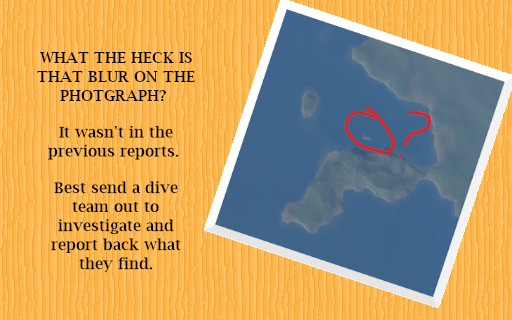 WHAT THE HECK IS
THAT BLUR ON THE
PHOTGRAPH?
It wasn't in the
previous reports.
Best send a dive
team out to
investigate and
report back what
they find.
?